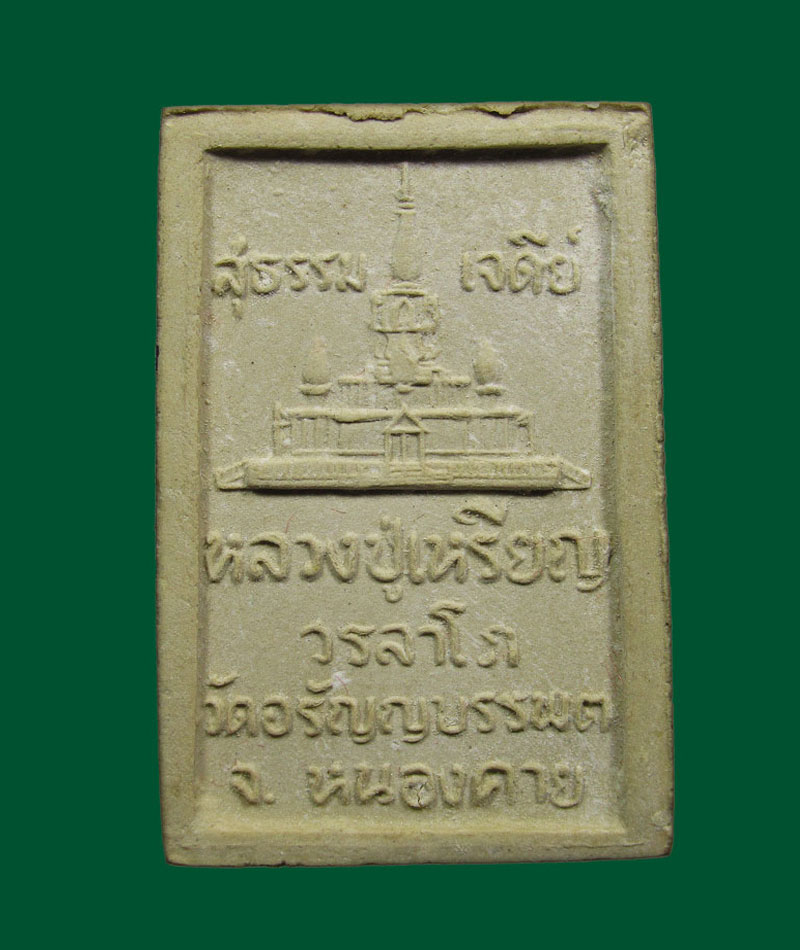 สุ่ธรรม เจดีย์
หลวงปู่เหรียญ
วรลาโภ
วัดอรัญญบรรพต
จ. หนองคาย